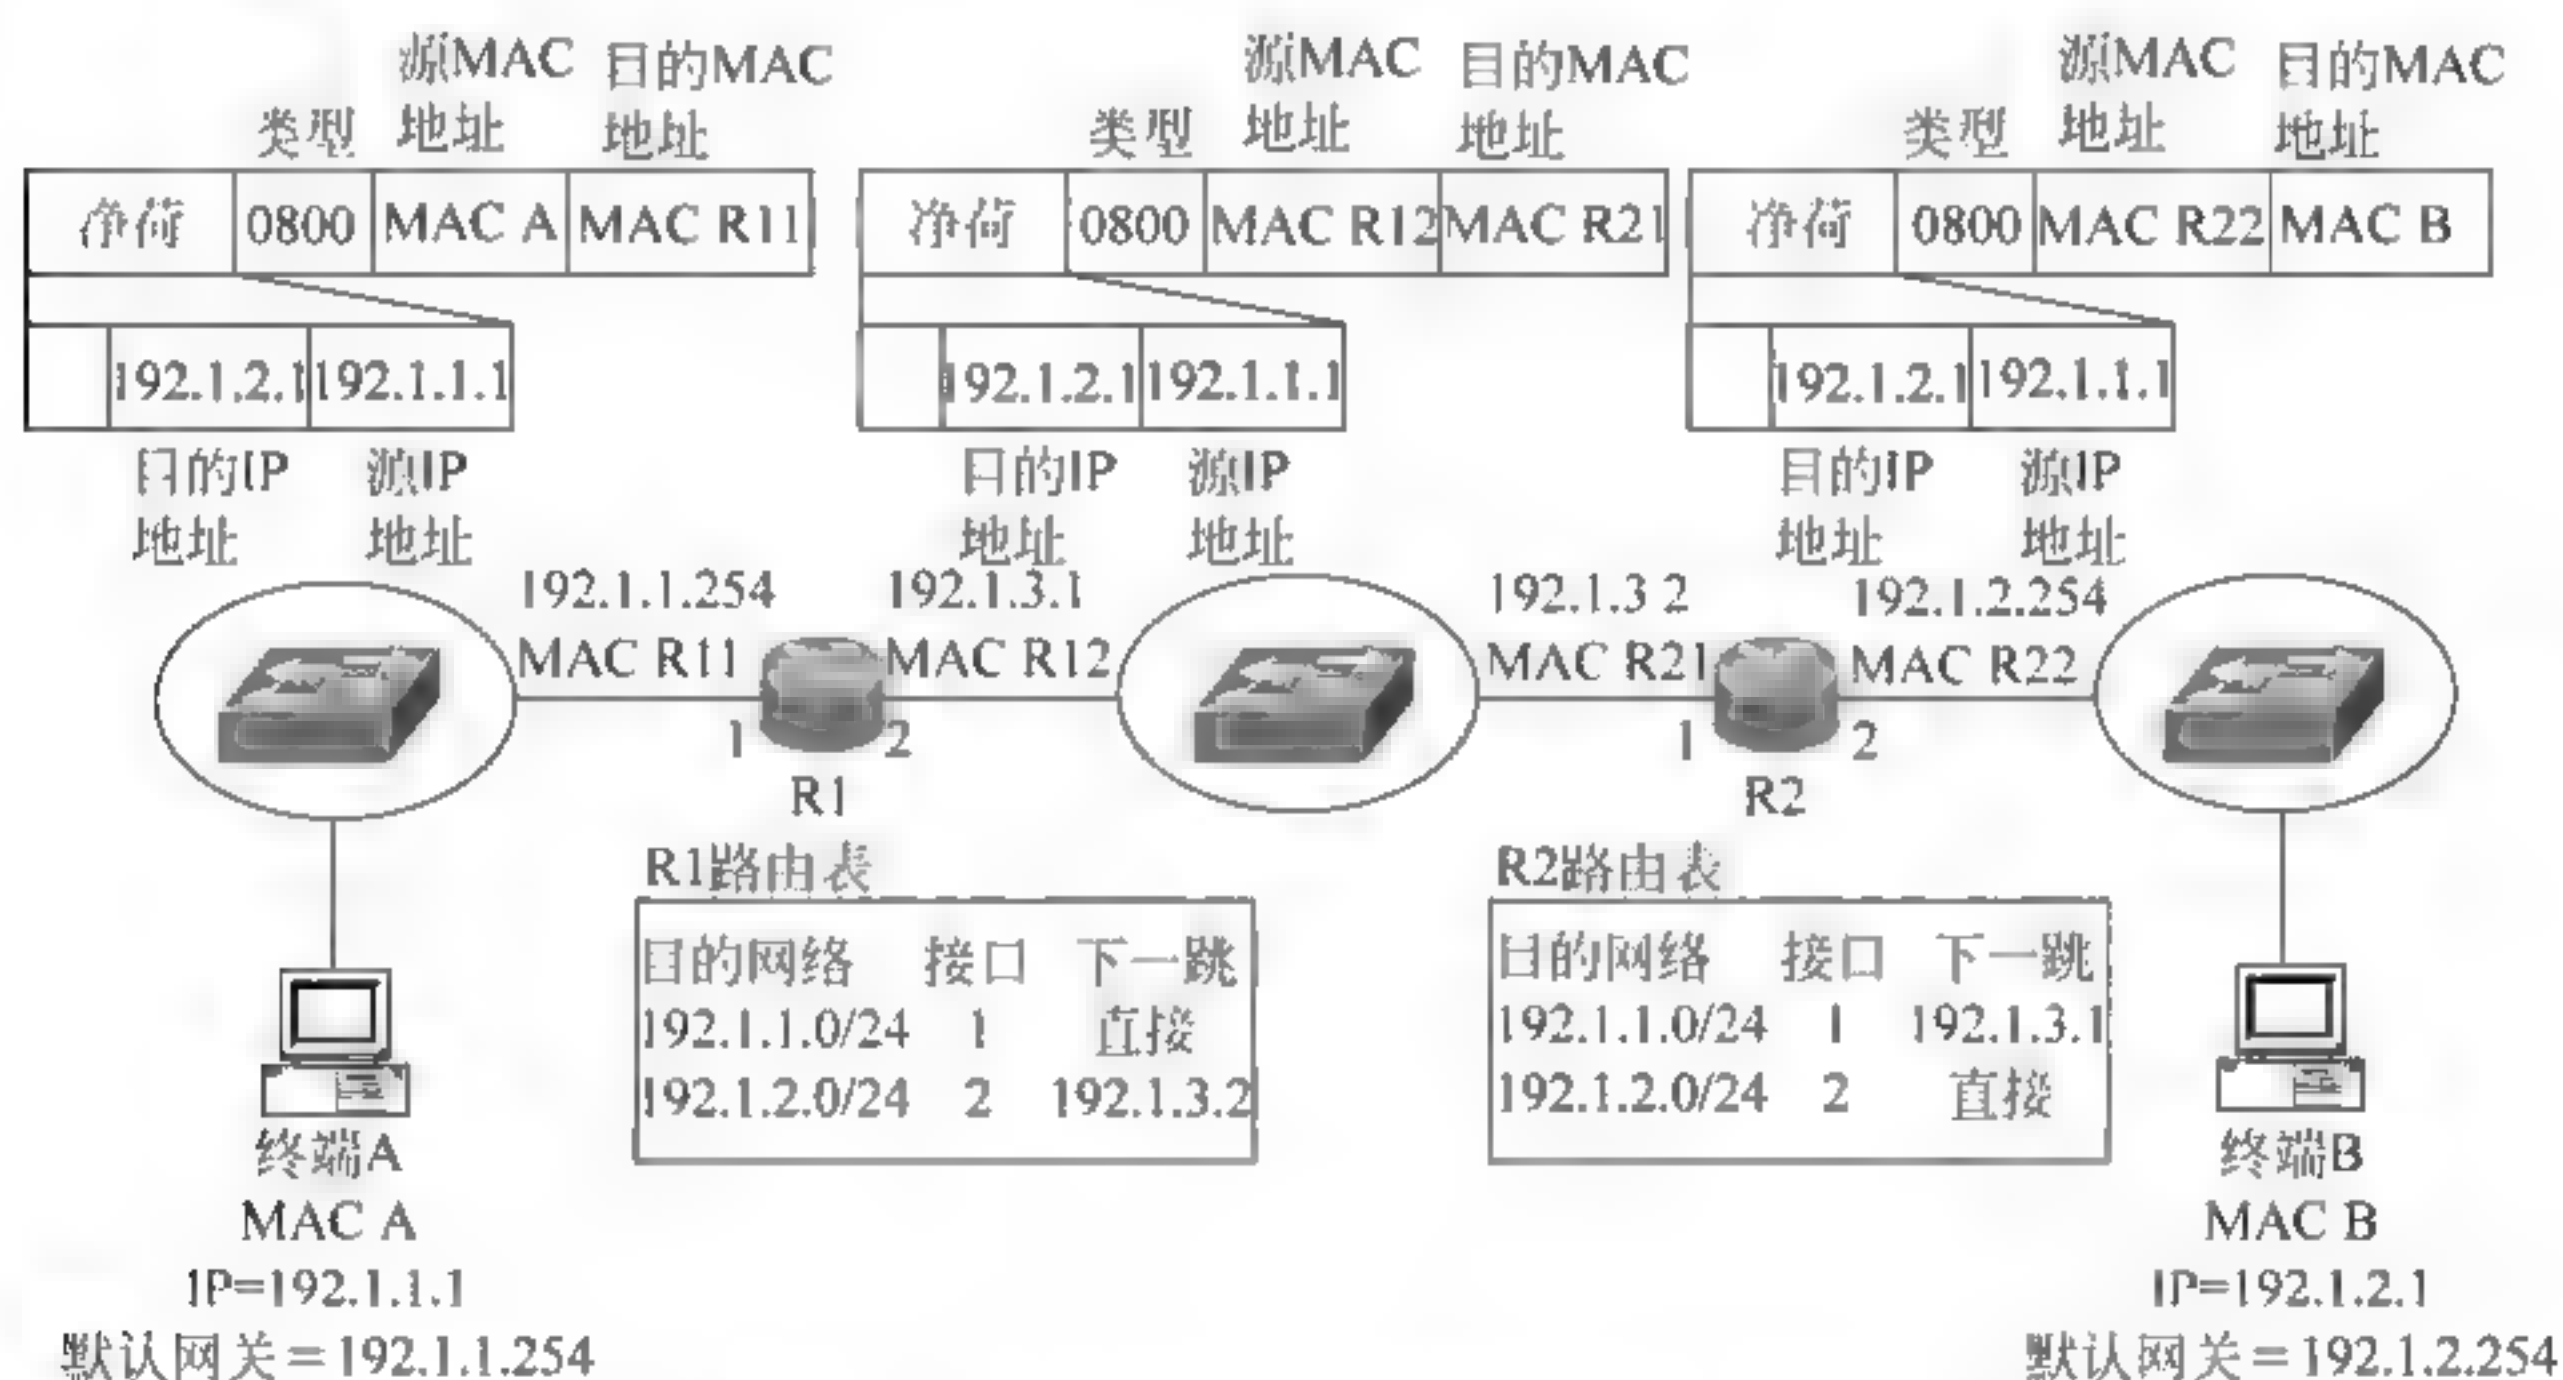 源MAC 目的MAC 源MAC 目的MAC 源MAC 目的MAC
类型 地址 地址 类型 地址 地址 类型 地址 地址
净荷 0800 MAC A MAC R11 净荷 0800 MAC R12 MAC R21 净荷 0800 MAC R22 MAC B
192.1.2.1 192.1.1.1 192.1.2.1 192.1.1.1 192.1.2.1 192.1.1.1
目的IP 源IP 目的IP 源IP 目的IP 源IP
地址 地址 地址 地址 地址 地址
192.1.1.254 192.1.3.1 192.1.3 2 192.1.2.254
MAC R11 MAC R12 MAC R21 MAC R22
1 2 1 2
R1 R2
R1路由表 R2路由表
目的网络 接口 下一跳 目的网络 接口 下一跳
192.1.1.0/24 1 直接 192.1.1.0/24 1 192.1.3.1
192.1.2.0/24 2 192.1.3.2 192.1.2.0/24 2 直接
终端A 终端B
MAC A MAC B
IP=192.1.1.1 IP=192.1.2.1
默认网关=192.1.1.254 默认网关=192.1.2.254